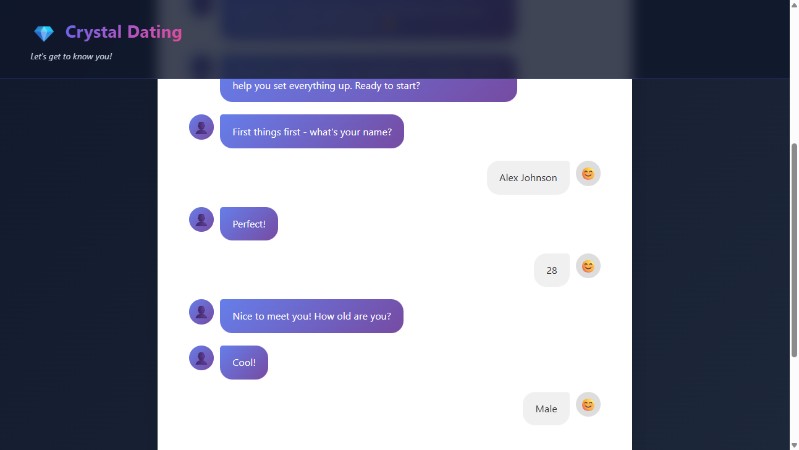 Crystal Dating
Let's get to know you!
help you set everything up. Ready to start?
First things first - what's your name?
Alex Johnson
Perfect!
28
Nice to meet you! How old are you?
Cool!
Male